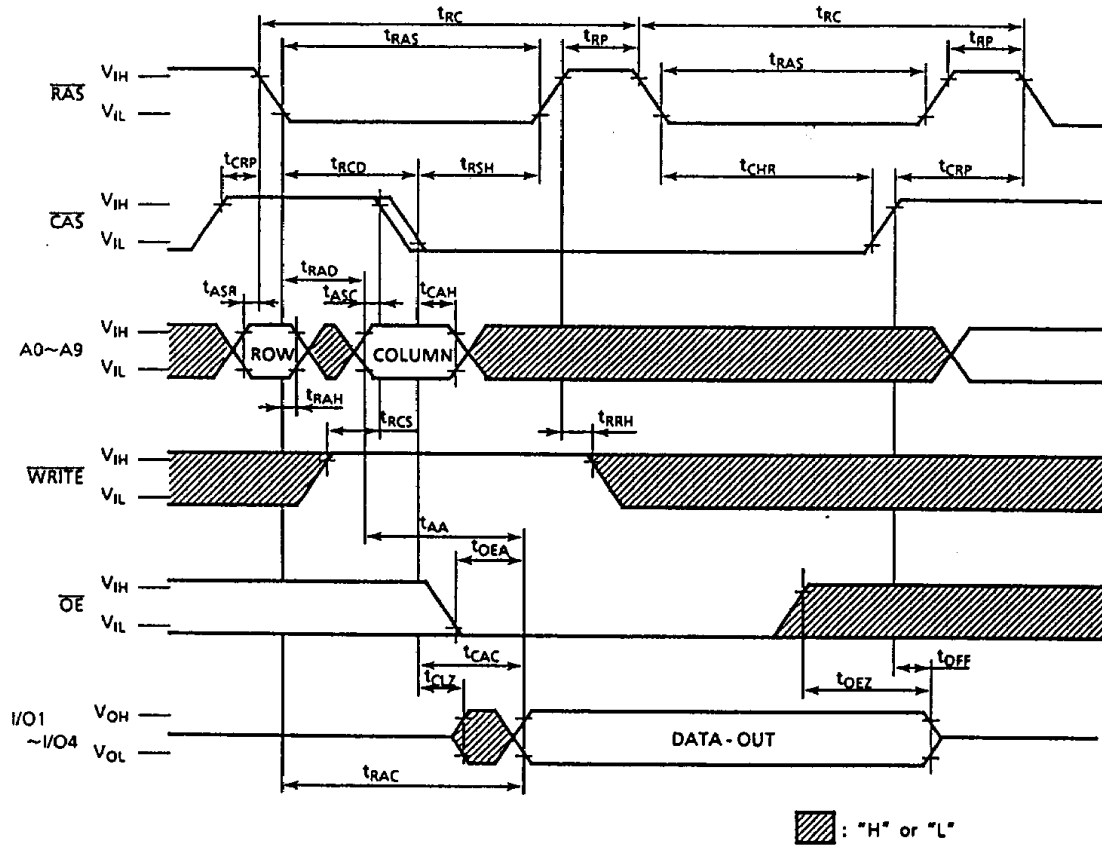 tRC tRC
tRAS tRP tRAS tRP
RAS VIH
VIL
tCRP tRCD tRSH tCHR tCRP
CAS VIH
VIL
tRAD
tASR tASC tCAH
A0~A9 VIH
VIL
ROW COLUMN
tRAH tRCS tRRH
WRITE VIH
VIL
tAA
tOEA
OE VIH
VIL
tCAC tOFF
tCLZ tOEZ
I/O1 VOH
~I/O4 VOL
DATA-OUT
tRAC
: "H" or "L"